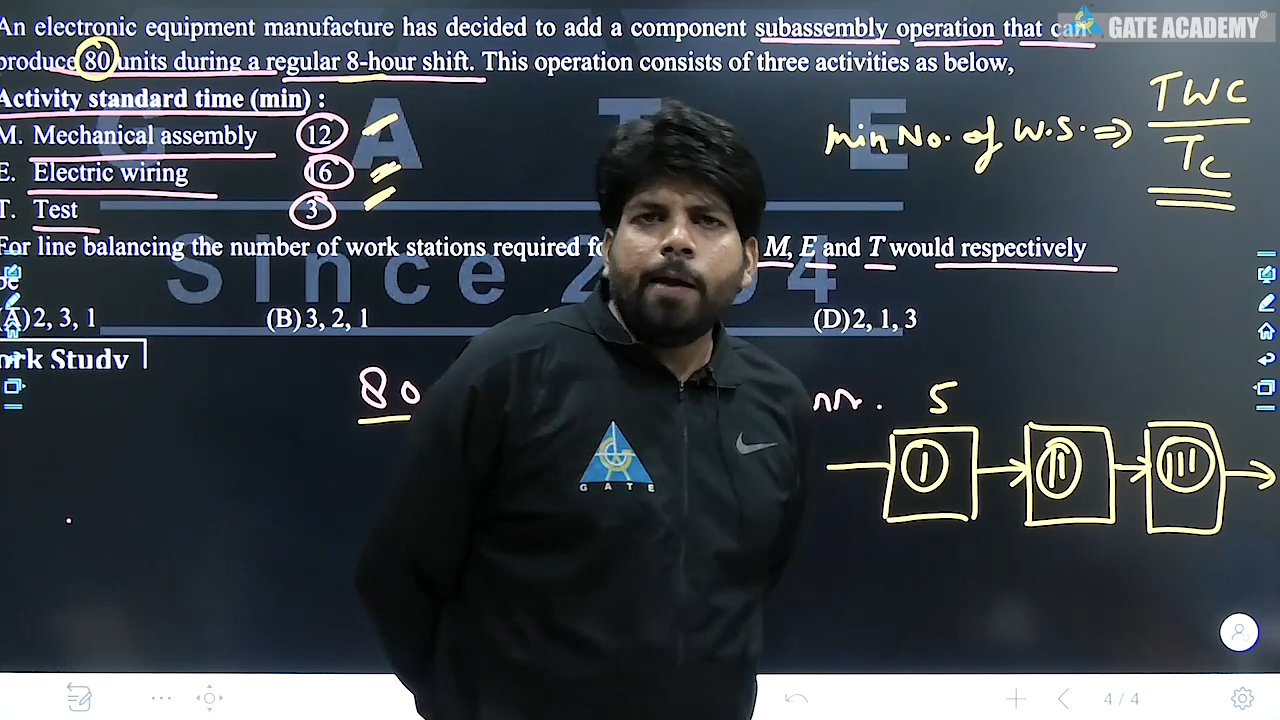 An electronic equipment manufacture has decided to add a component subassembly operation that can
GATE ACADEMY
produce 80 units during a regular 8-hour shift. This operation consists of three activities as below,
Activity standard time (min) :
M. Mechanical assembly 12
E. Electric wiring 16
T. Test 3
min No. of W.S. ⇒ TWC / Tc
For line balancing the number of work stations required M, E and T would respectively
be
(A) 2, 3, 1 (B) 3, 2, 1 (D) 2, 1, 3
Since 2 04
ork Study
80 5
I II III
GATE
4 / 4